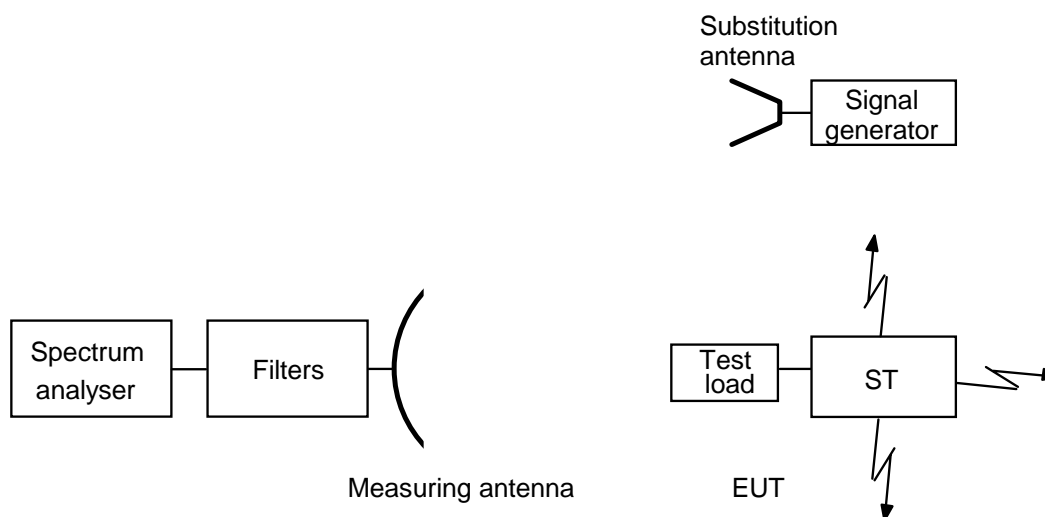 Substitution
antenna
Signal
generator
Spectrum
analyser
Filters
Test
load
ST
Measuring antenna
EUT